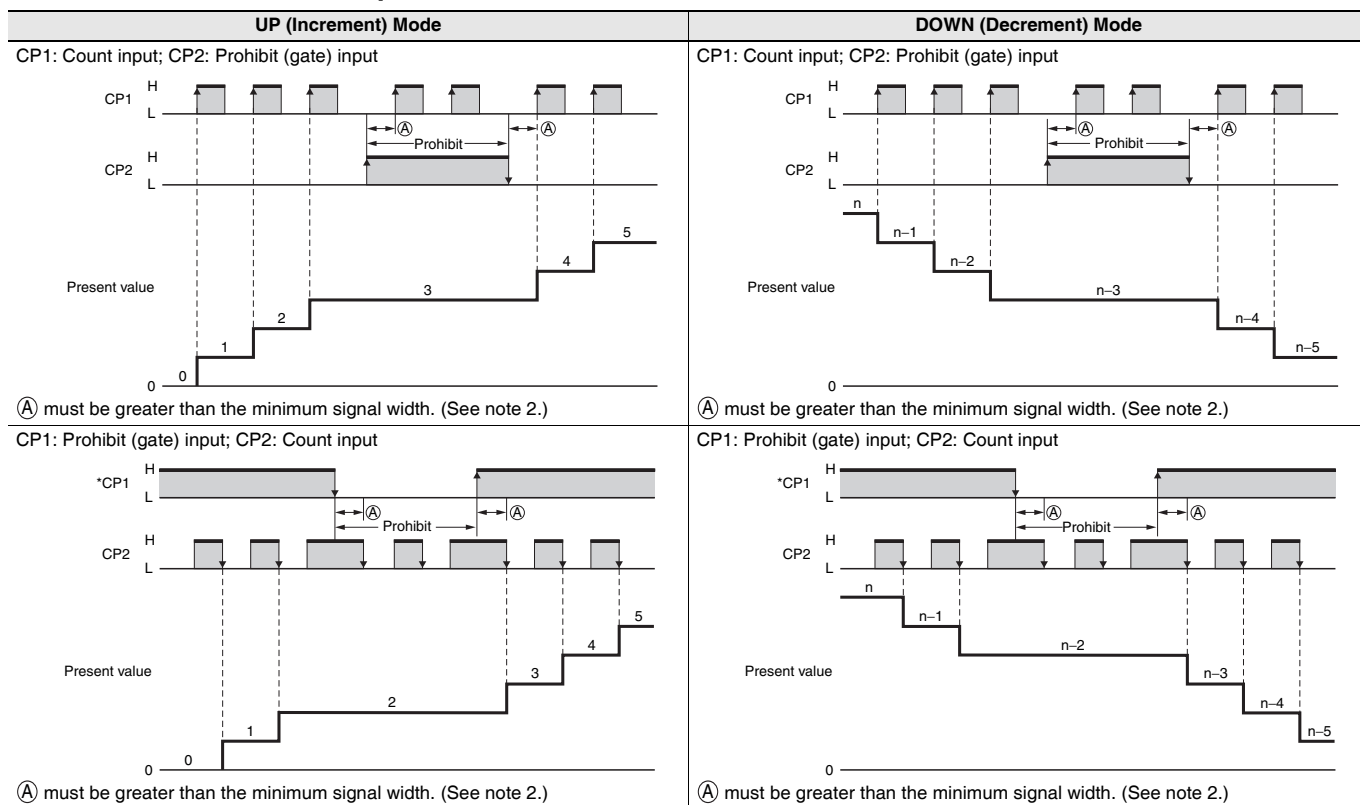 UP (Increment) Mode
DOWN (Decrement) Mode
CP1: Count input; CP2: Prohibit (gate) input
H
CP1
L
Ⓐ
Ⓐ
Prohibit
H
CP2
L
5
4
3
2
1
0
Present value
0
Ⓐ must be greater than the minimum signal width. (See note 2.)
CP1: Count input; CP2: Prohibit (gate) input
H
CP1
L
Ⓐ
Ⓐ
Prohibit
H
CP2
L
n
n–1
n–2
n–3
n–4
n–5
Present value
0
Ⓐ must be greater than the minimum signal width. (See note 2.)
CP1: Prohibit (gate) input; CP2: Count input
H
*CP1
L
Ⓐ
Ⓐ
Prohibit
H
CP2
L
5
4
3
2
1
0
Present value
0
Ⓐ must be greater than the minimum signal width. (See note 2.)
CP1: Prohibit (gate) input; CP2: Count input
H
*CP1
L
Ⓐ
Ⓐ
Prohibit
H
CP2
L
n
n–1
n–2
n–3
n–4
n–5
Present value
0
Ⓐ must be greater than the minimum signal width. (See note 2.)